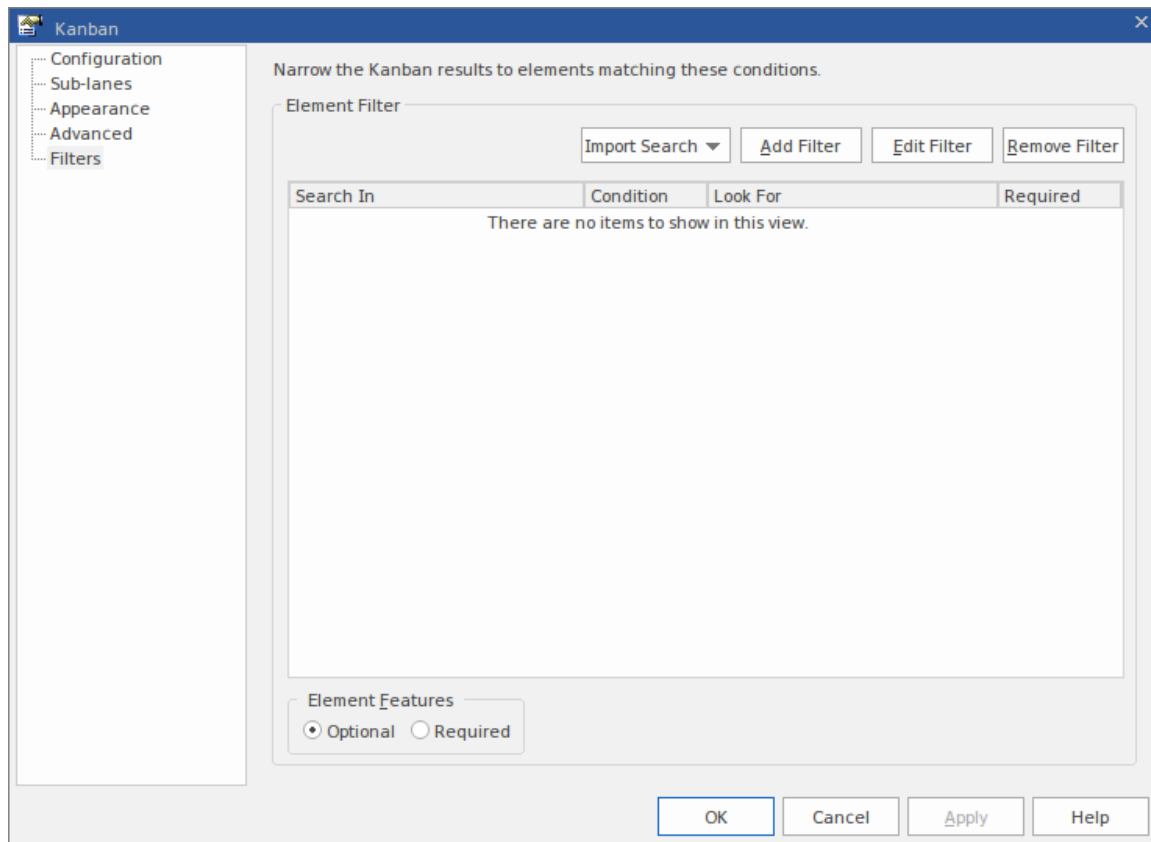 Kanban
Configuration
Sub-lanes
Appearance
Advanced
Filters
Narrow the Kanban results to elements matching these conditions.
Element Filter
Import Search Add Filter Edit Filter Remove Filter
Search In Condition Look For Required
There are no items to show in this view.
Element Features
Optional Required
OK Cancel Apply Help